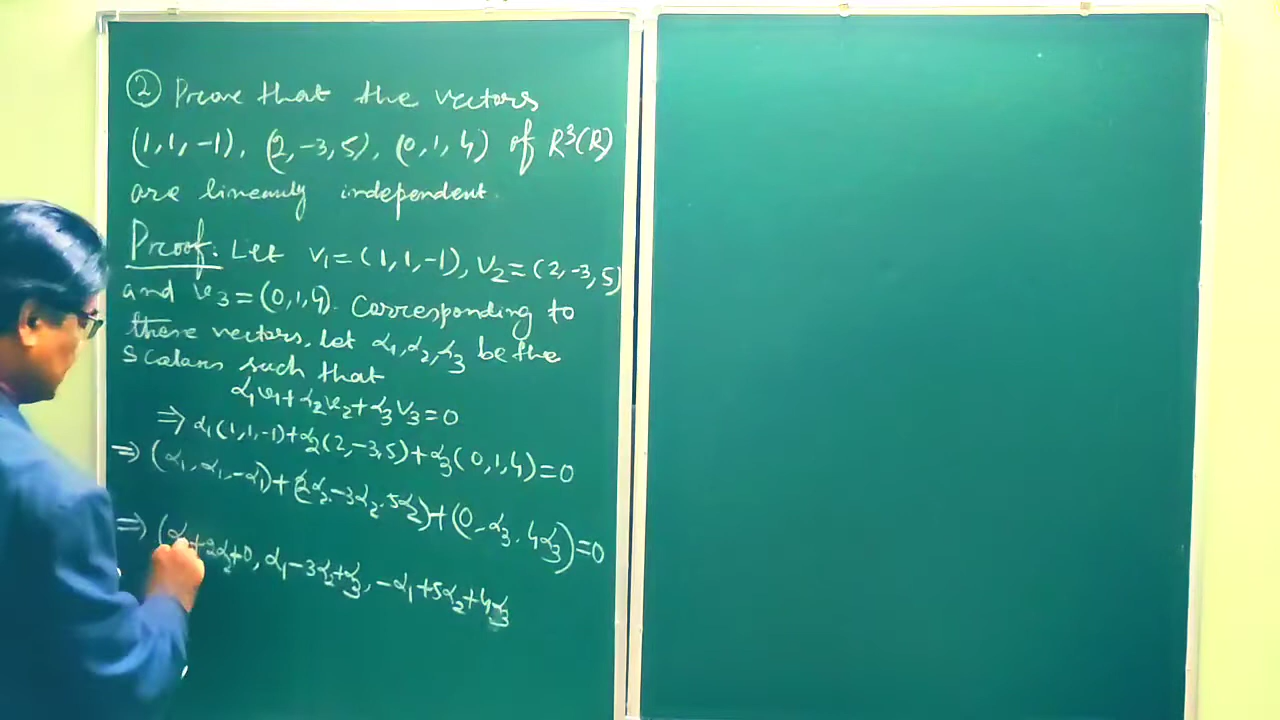 ② Prove that the vectors
(1, 1, -1), (2, -3, 5), (0, 1, 4) of R³(R)
are linearly independent.
Proof: Let v₁ = (1, 1, -1), v₂ = (2, -3, 5)
and v₃ = (0, 1, 4). Corresponding to
these vectors, let α₁, α₂, α₃ be the
scalars such that
α₁v₁ + α₂v₂ + α₃v₃ = 0
⇒ α₁(1, 1, -1) + α₂(2, -3, 5) + α₃(0, 1, 4) = 0
⇒ (α₁, α₁, -α₁) + (2α₂, -3α₂, 5α₂) + (0, α₃, 4α₃) = 0
⇒ (α₁ + 2α₂ + 0, α₁ - 3α₂ + α₃, -α₁ + 5α₂ + 4α₃